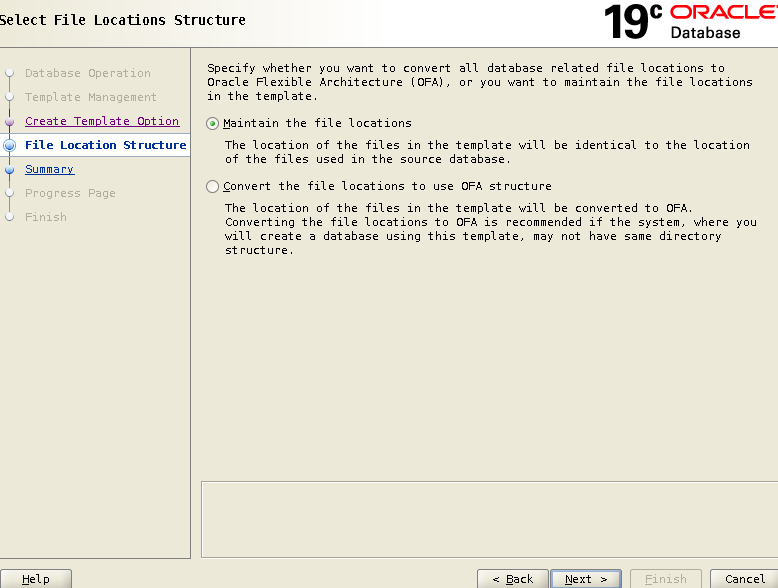 Select File Locations Structure
19c ORACLE
Database
Database Operation
Template Management
Create Template Option
File Location Structure
Summary
Progress Page
Finish
Specify whether you want to convert all database related file locations to
Oracle Flexible Architecture (OFA), or you want to maintain the file locations
in the template.
Maintain the file locations
The location of the files in the template will be identical to the location
of the files used in the source database.
Convert the file locations to use OFA structure
The location of the files in the template will be converted to OFA.
Converting the file locations to OFA is recommended if the system, where you
will create a database using this template, may not have same directory
structure.
Help
< Back
Next >
Finish
Cancel